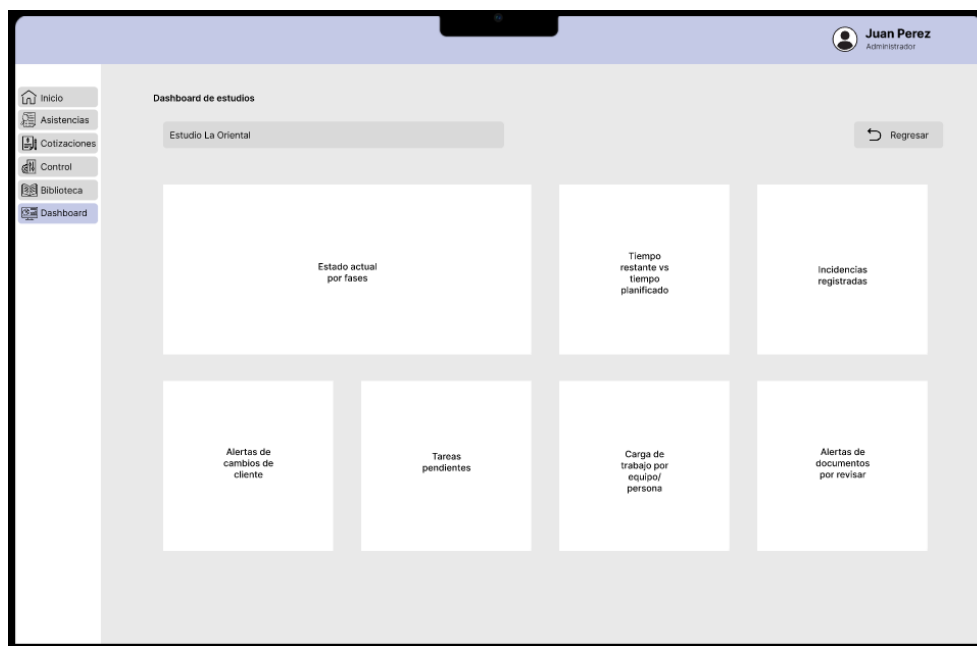 Juan Perez
Administrador
Inicio
Asistencias
Cotizaciones
Control
Biblioteca
Dashboard
Dashboard de estudios
Estudio La Oriental
Regresar
Estado actual
por fases
Tiempo
restante vs
tiempo
planificado
Incidencias
registradas
Alertas de
cambios de
cliente
Tareas
pendientes
Carga de
trabajo por
equipo/
persona
Alertas de
documentos
por revisar